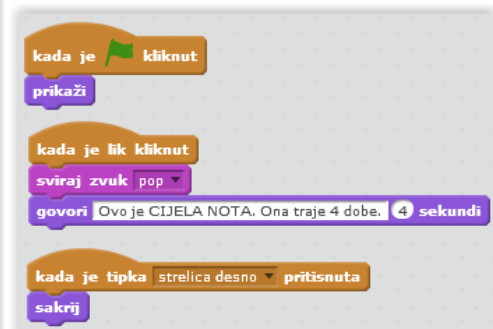 kada je kliknut
prikaži
kada je lik kliknut
sviraj zvuk pop
govori Ovo je CIJELA NOTA. Ona traje 4 dobe. 4 sekundi
kada je tipka strelica desno pritisnuta
sakrij